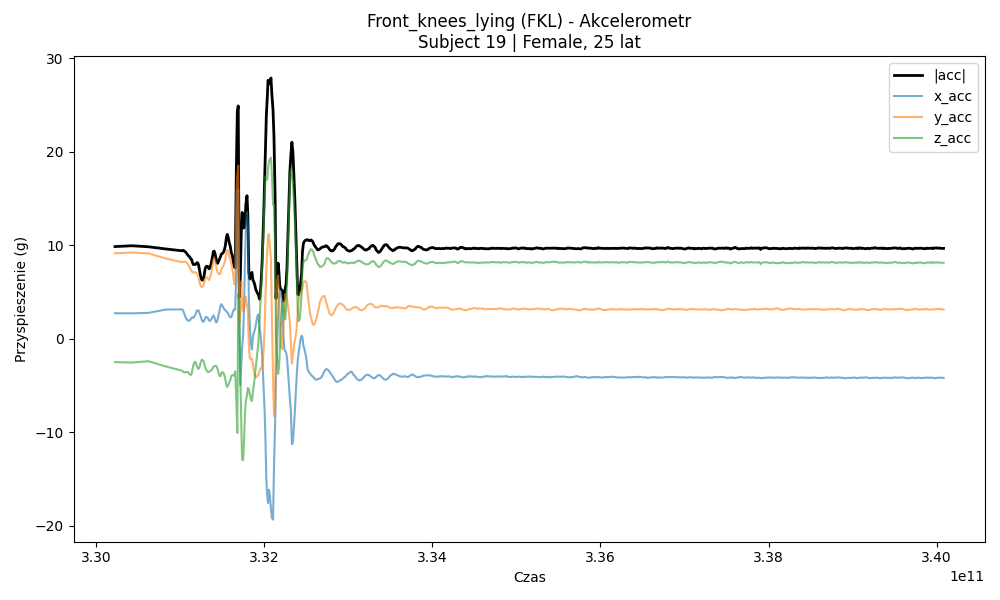 Front_knees_lying (FKL) - Akcelerometr
Subject 19 | Female, 25 lat
30
20
10
0
−10
−20
Przyspieszenie (g)
|acc|
x_acc
y_acc
z_acc
3.30
3.32
3.34
3.36
3.38
3.40
1e11
Czas